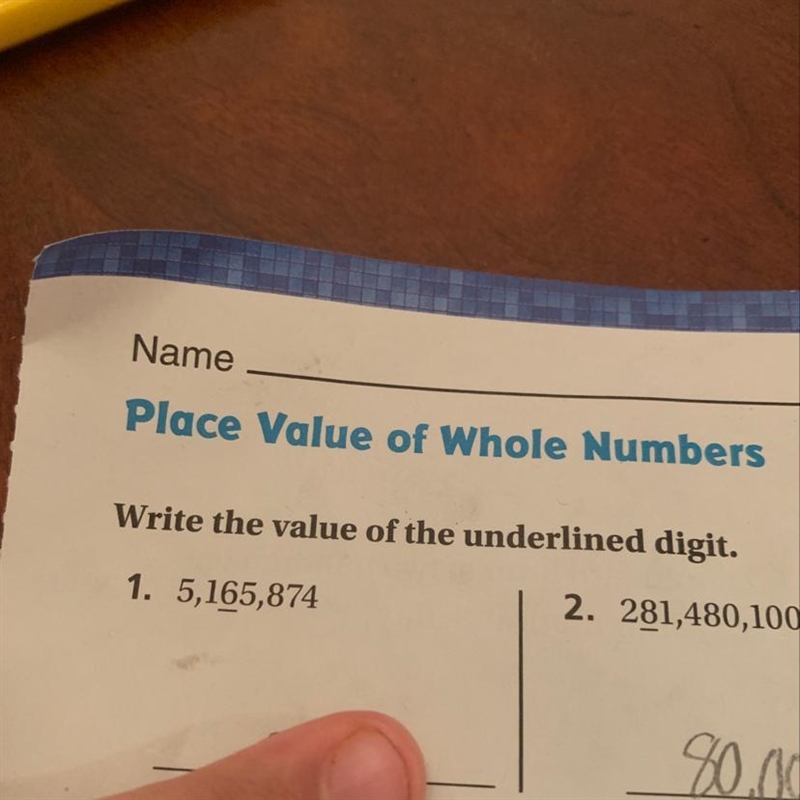 Name
Place Value of Whole Numbers
Write the value of the underlined digit.
1. 5,165,874
2. 281,480,100